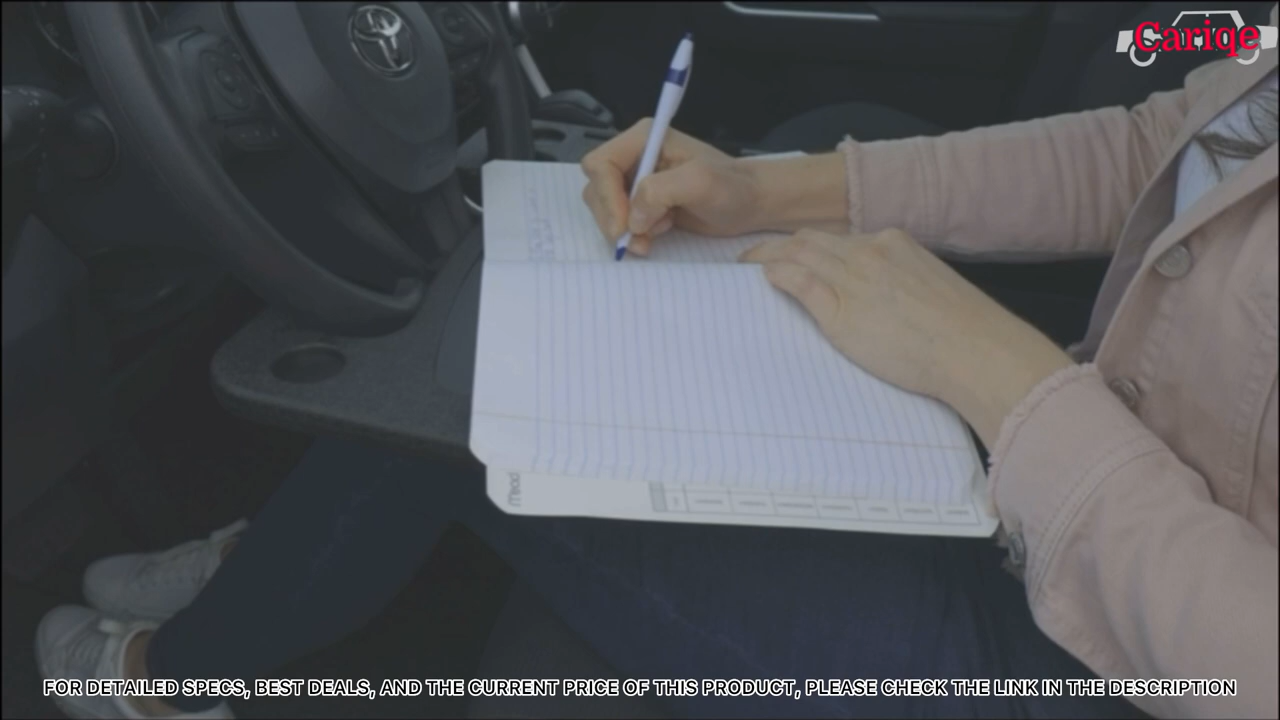 Cariqe
Mead
FOR DETAILED SPECS, BEST DEALS, AND THE CURRENT PRICE OF THIS PRODUCT, PLEASE CHECK THE LINK IN THE DESCRIPTION